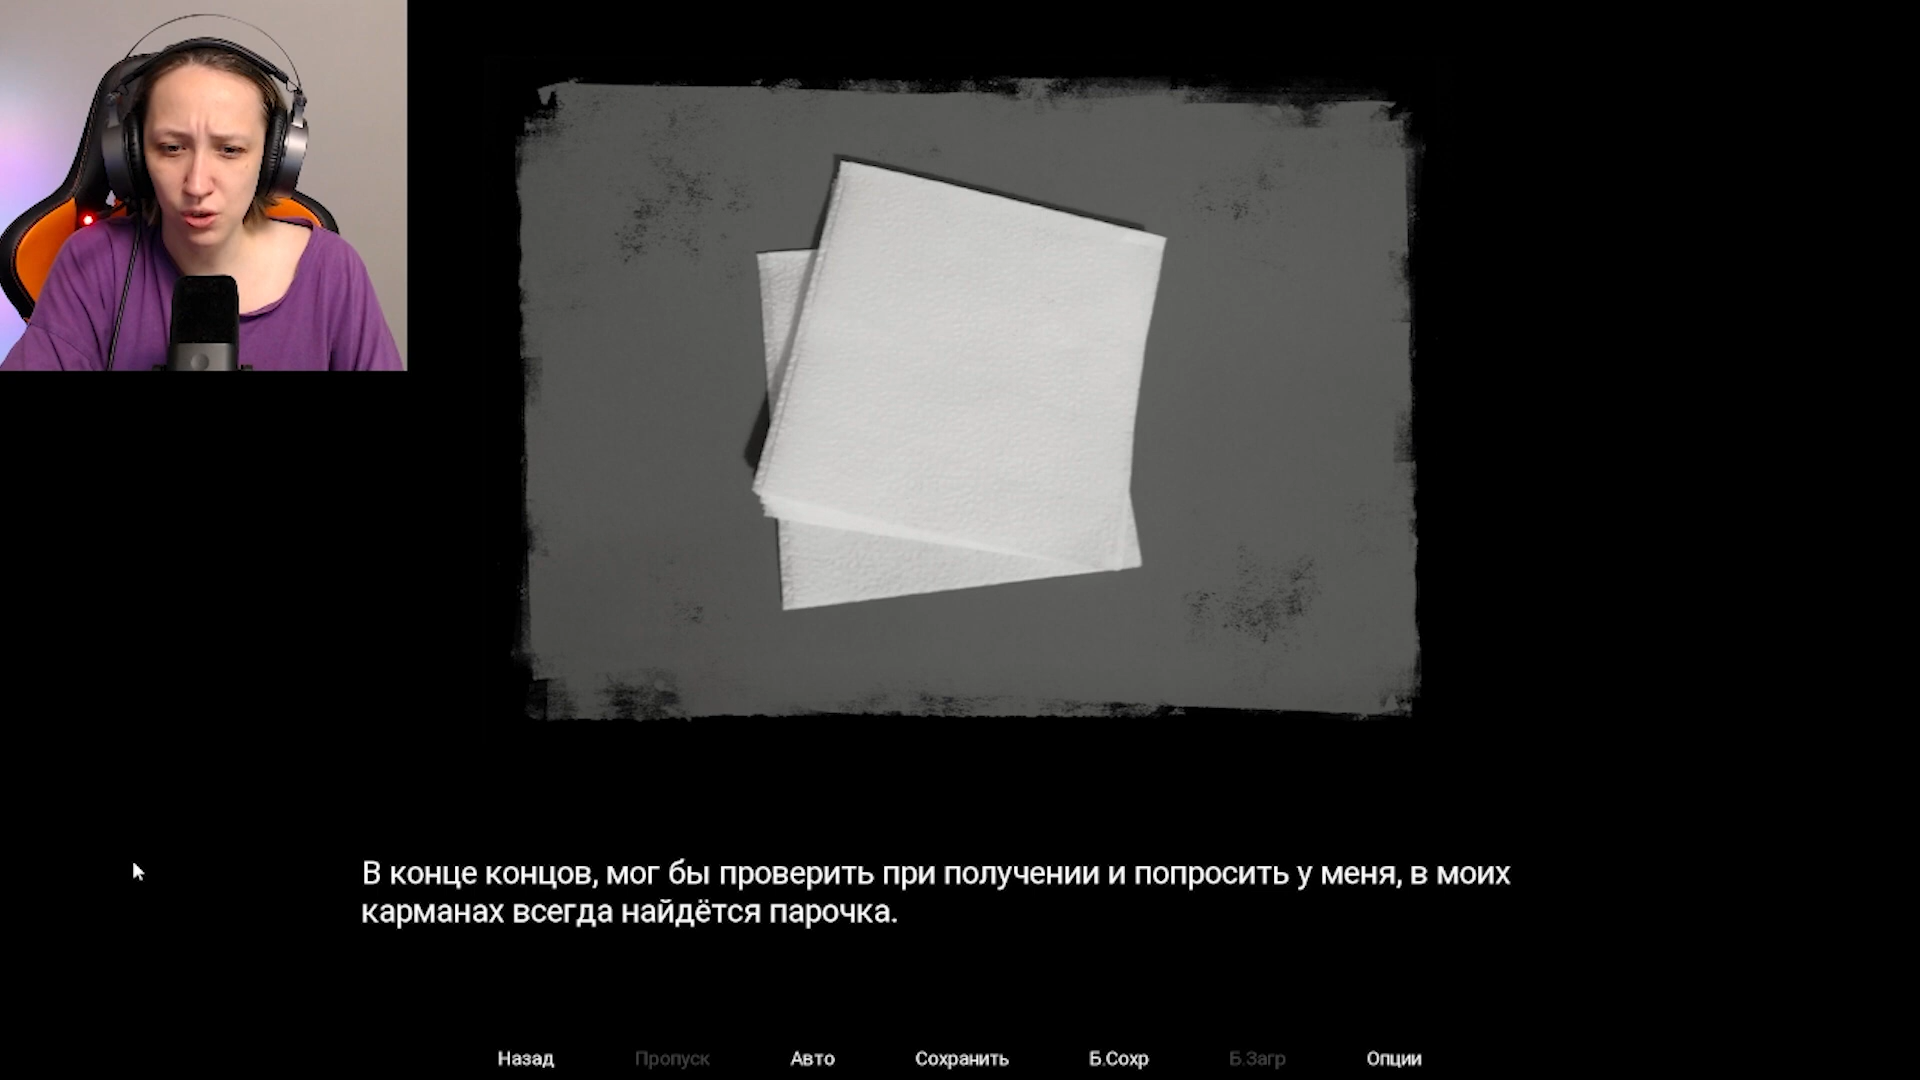 В конце концов, мог бы проверить при получении и попросить у меня, в моих
карманах всегда найдётся парочка.
Назад Пропуск Авто Сохранить Б.Сохр Б.Загр Опции